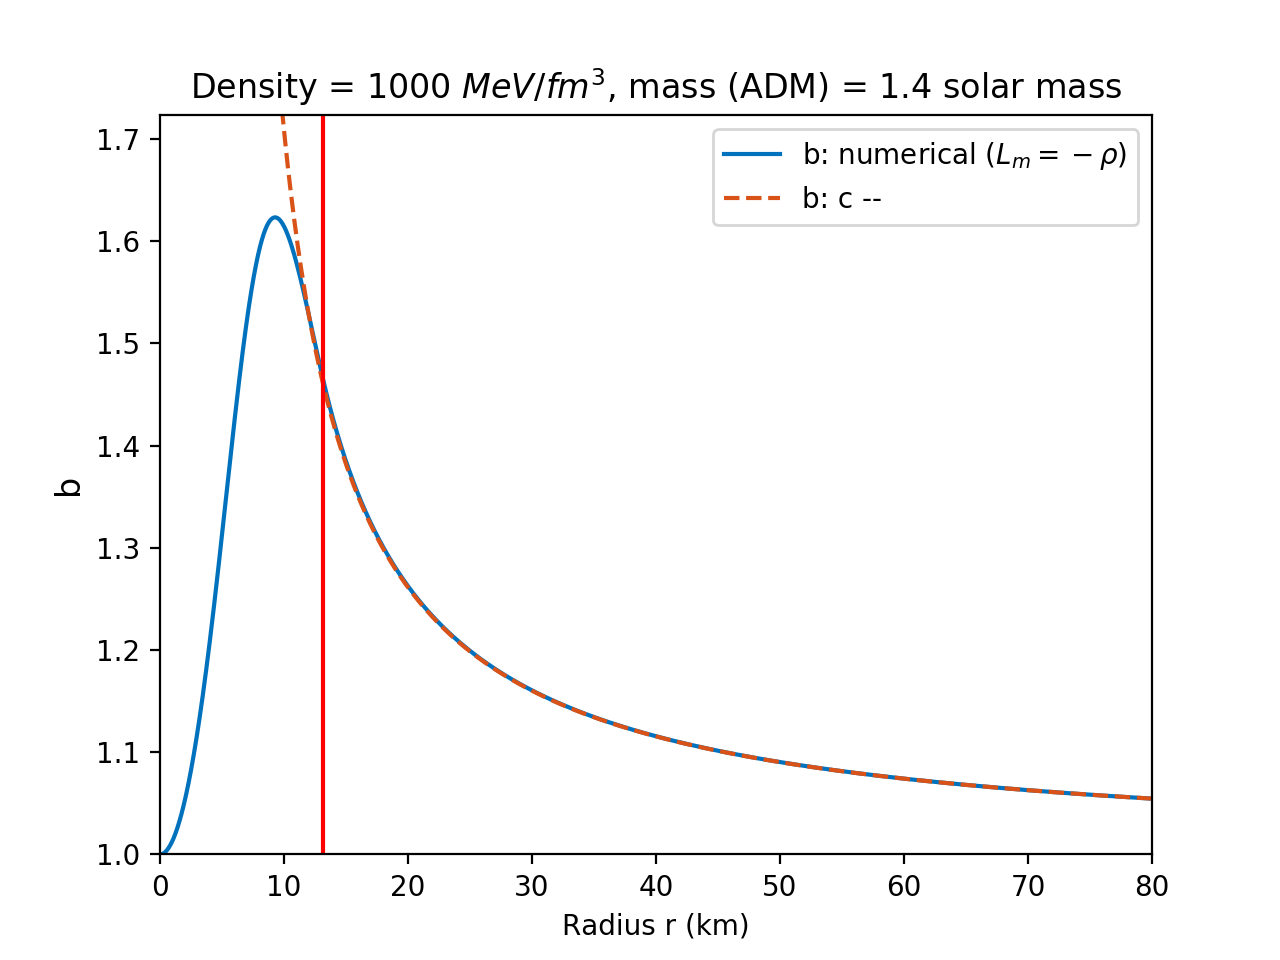 Density = 1000 MeV/fm³, mass (ADM) = 1.4 solar mass
b: numerical (Lₘ = − ρ)
b: c --
1.7
1.6
1.5
1.4
1.3
1.2
1.1
1.0
b
0 10 20 30 40 50 60 70 80
Radius r (km)